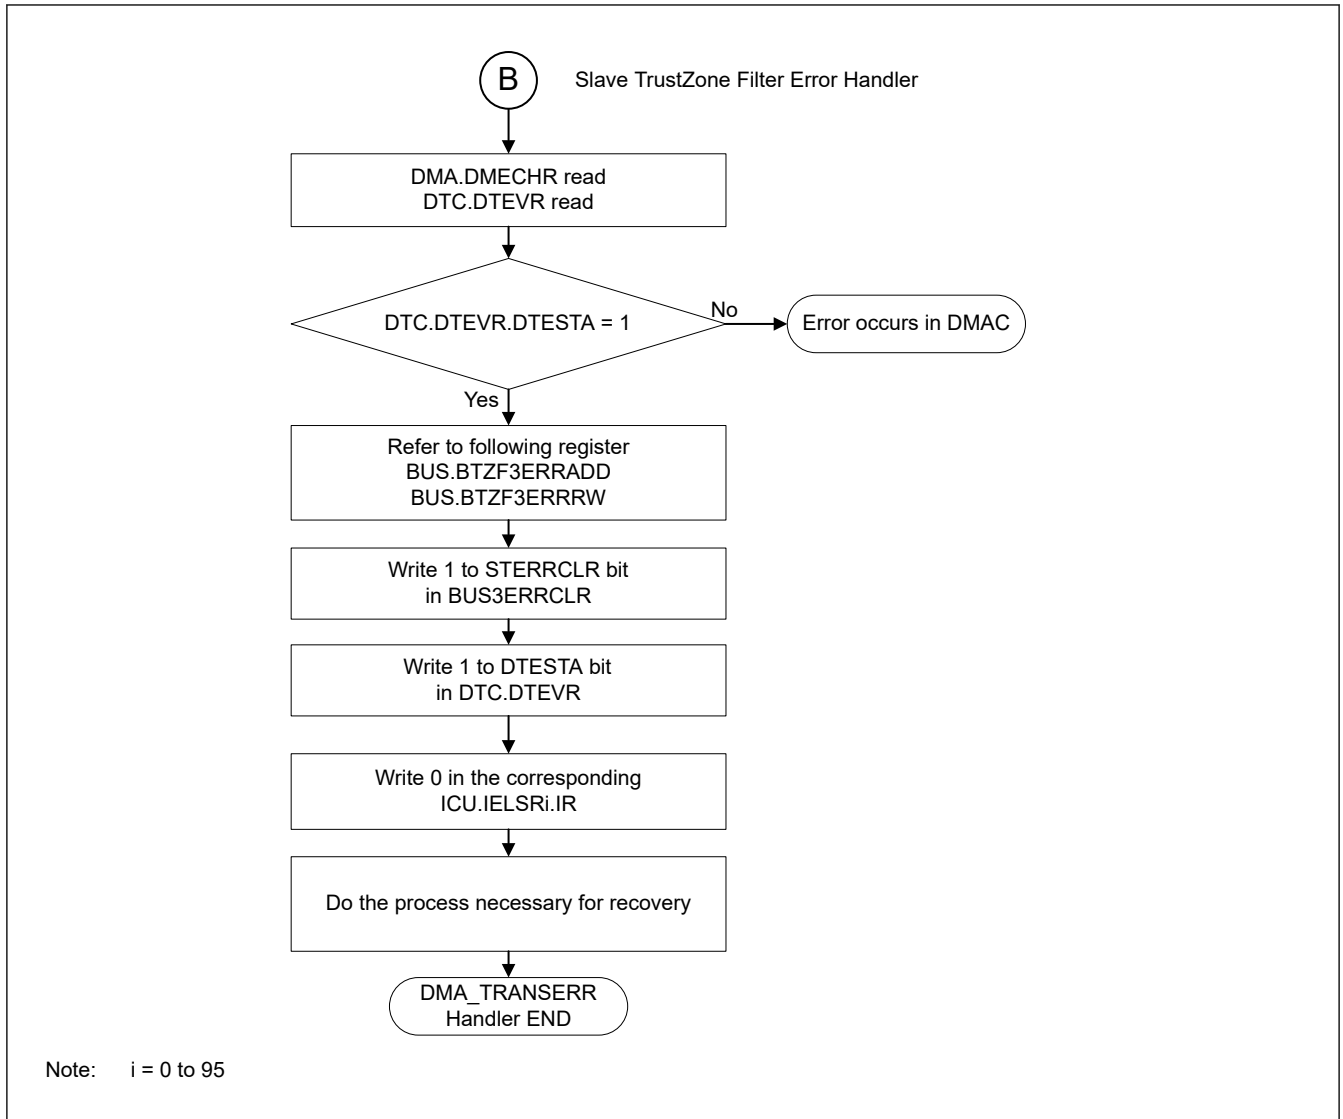 B
Slave TrustZone Filter Error Handler
DMA.DMECHR read
DTC.DTEVR read
DTC.DTEVR.DTESTA = 1
No
Error occurs in DMAC
Yes
Refer to following register
BUS.BTZF3ERRADD
BUS.BTZF3ERRRW
Write 1 to STERRCLR bit
in BUS3ERRCLR
Write 1 to DTESTA bit
in DTC.DTEVR
Write 0 in the corresponding
ICU.IELSRi.IR
Do the process necessary for recovery
DMA_TRANSERR
Handler END
Note: i = 0 to 95